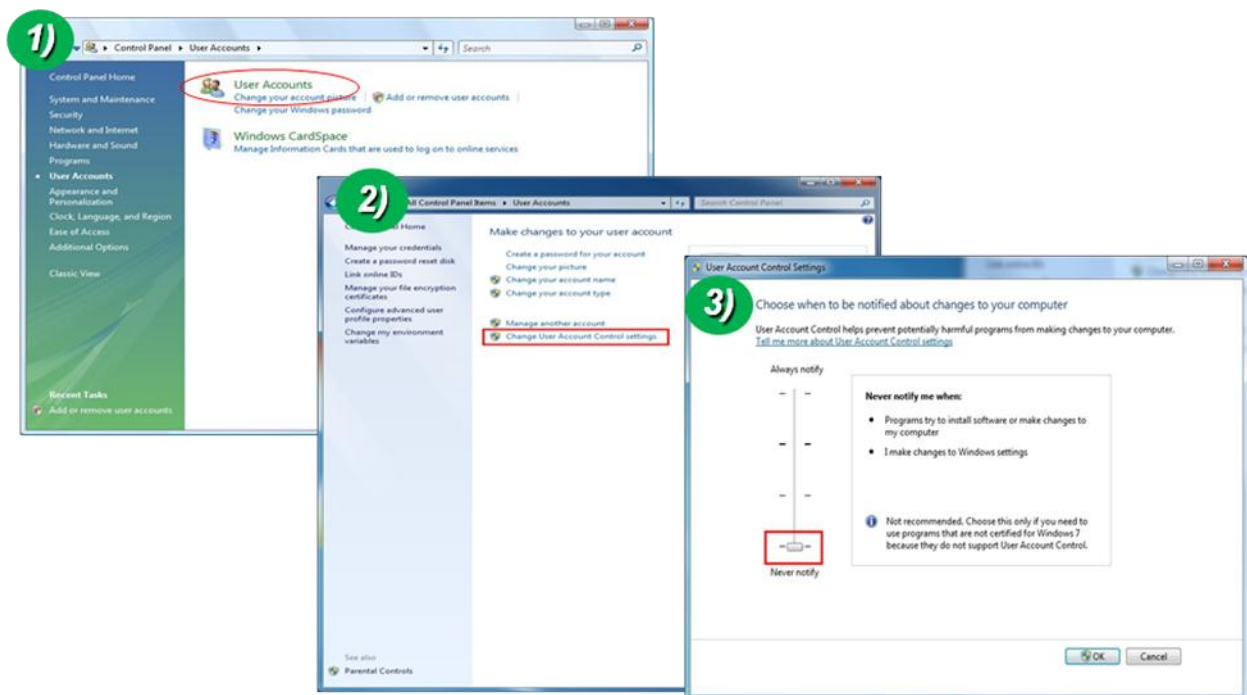 1)
Control Panel ▸ User Accounts ▸
Search
Control Panel Home
System and Maintenance
Security
Network and Internet
Hardware and Sound
Programs
• User Accounts
Appearance and
Personalization
Clock, Language, and Region
Ease of Access
Additional Options
Classic View
Recent Tasks
Add or remove user accounts
User Accounts
Change your account picture
Add or remove user accounts
Change your Windows password
Windows CardSpace
Manage Information Cards that are used to log on to online services
2)
All Control Panel Items ▸ User Accounts
Search Control Panel
Home
Manage your credentials
Create a password reset disk
Link online IDs
Manage your file encryption
certificates
Configure advanced user
profile properties
Change my environment
variables
See also
Parental Controls
Make changes to your user account
Create a password for your account
Change your picture
Change your account name
Change your account type
Manage another account
Change User Account Control settings
3)
User Account Control Settings
Choose when to be notified about changes to your computer
User Account Control helps prevent potentially harmful programs from making changes to your computer.
Tell me more about User Account Control settings
Always notify
Never notify
Never notify me when:
• Programs try to install software or make changes to
my computer
• I make changes to Windows settings
Not recommended. Choose this only if you need to
use programs that are not certified for Windows 7
because they do not support User Account Control.
OK
Cancel